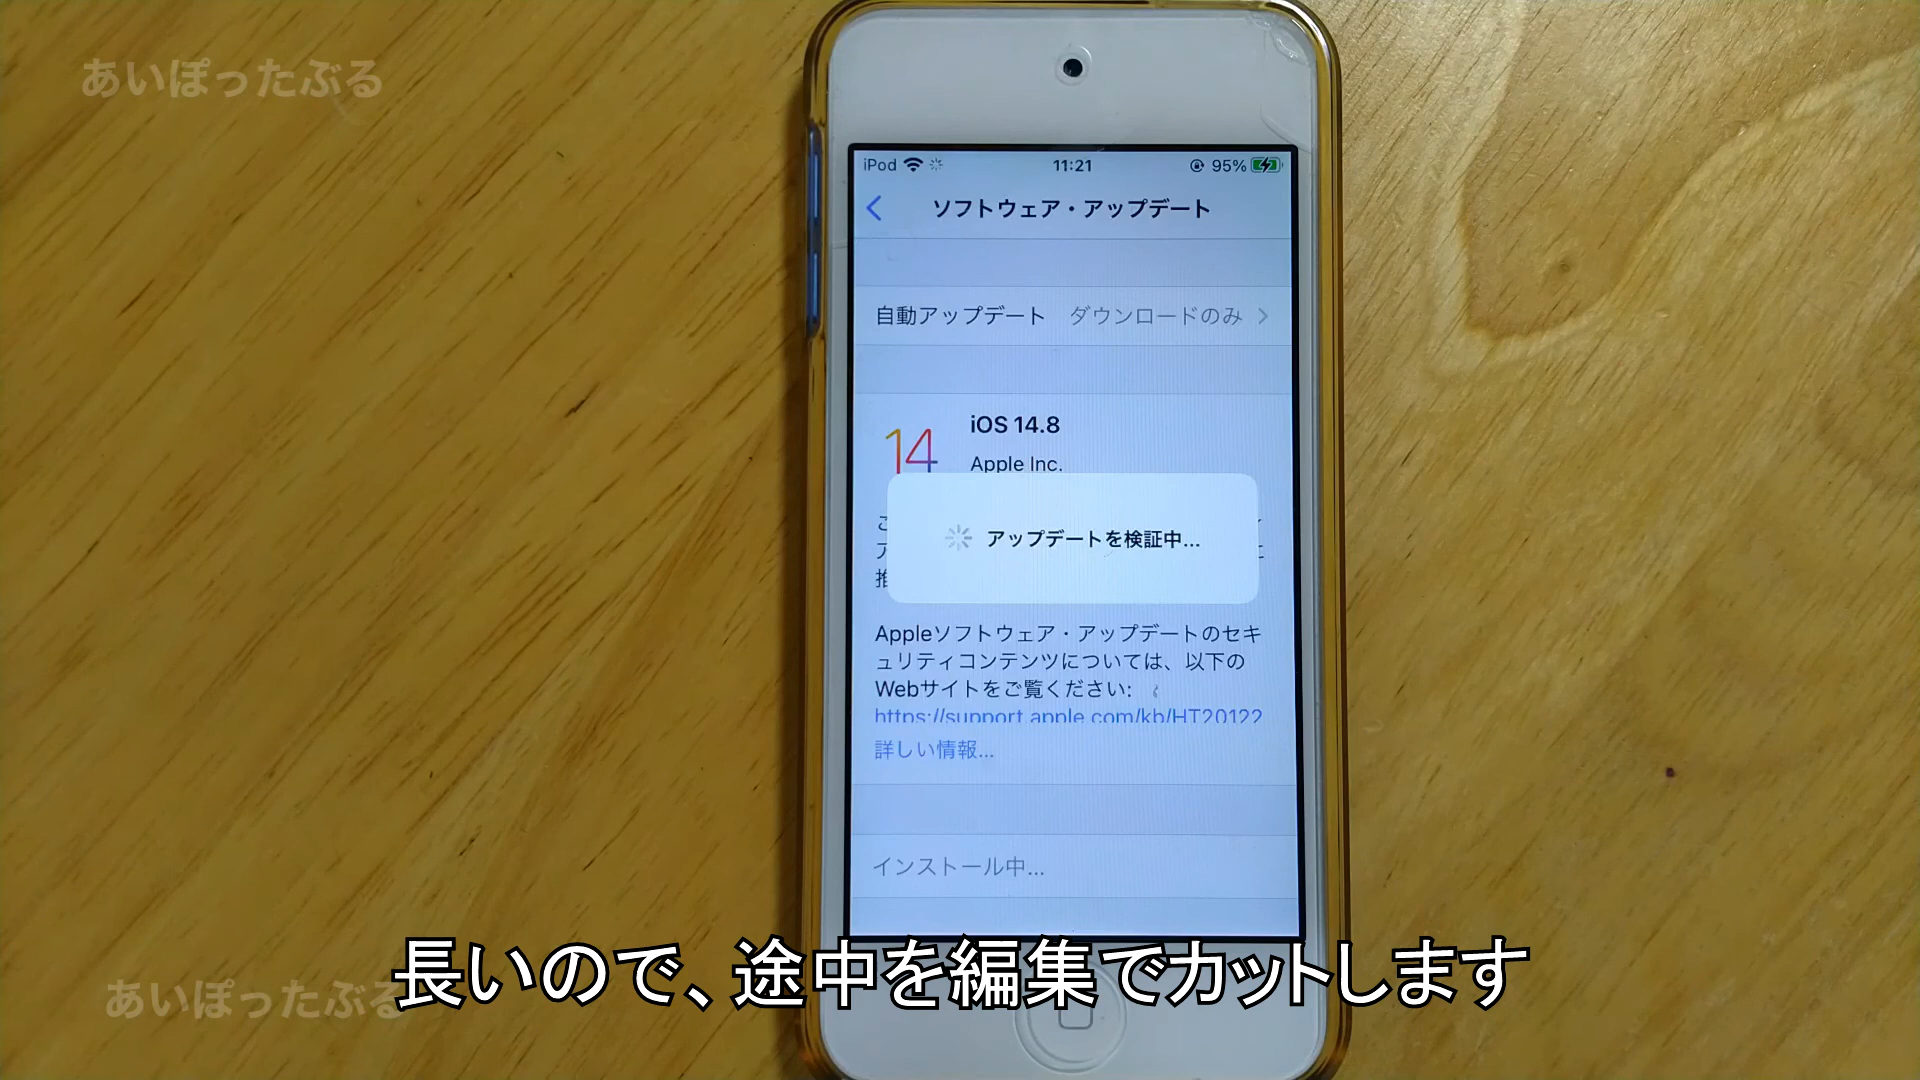 あいぽったぶる
iPod 11:21 95%
ソフトウェア・アップデート
自動アップデート ダウンロードのみ
14
iOS 14.8
Apple Inc.
アップデートを検証中...
Appleソフトウェア・アップデートのセキ
ュリティコンテンツについては、以下の
Webサイトをご覧ください:
https://support.apple.com/kb/HT20122
詳しい情報...
インストール中...
長いので、途中を編集でカットします
あいぽったぶる